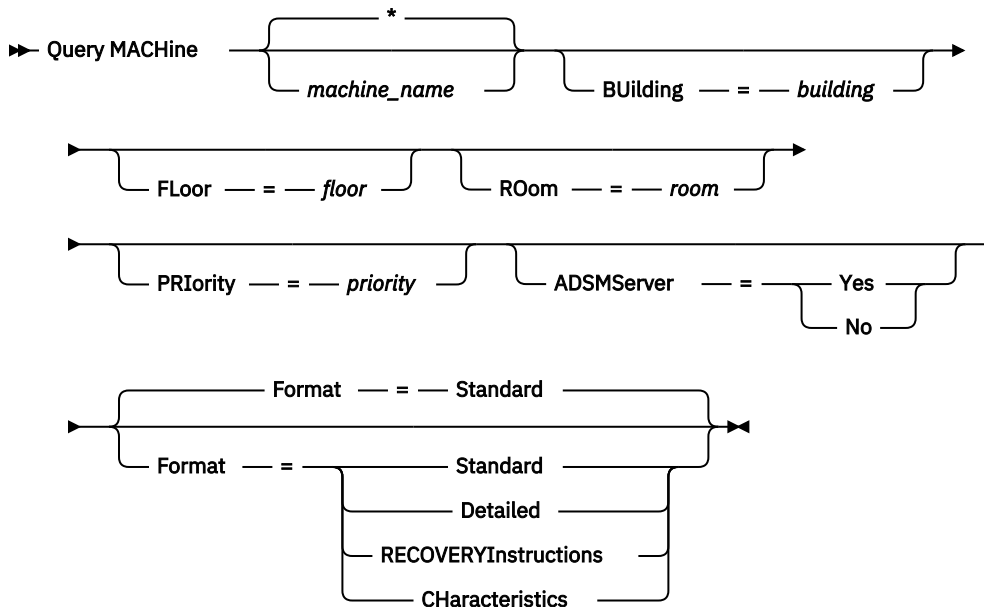 *
Query MACHine
machine_name
BUilding = building
FLoor = floor
ROom = room
PRIority = priority
ADSMServer = Yes
No
Format = Standard
Format = Standard
Detailed
RECOVERYInstructions
CHaracteristics